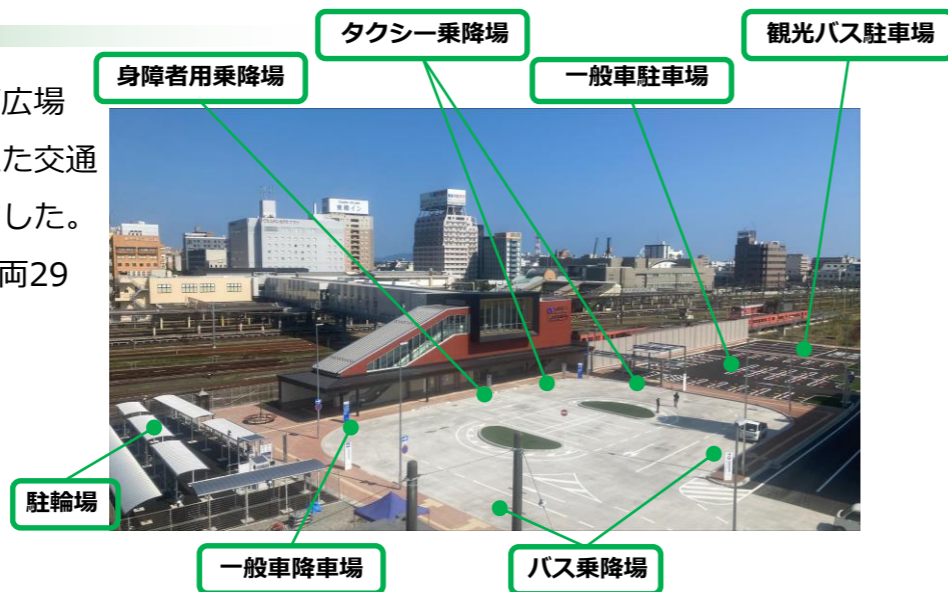 タクシー乗降場
観光バス駐車場
身障者用乗降場
一般車駐車場
広場
た交通
した。
両29
駐輪場
一般車降車場
バス乗降場